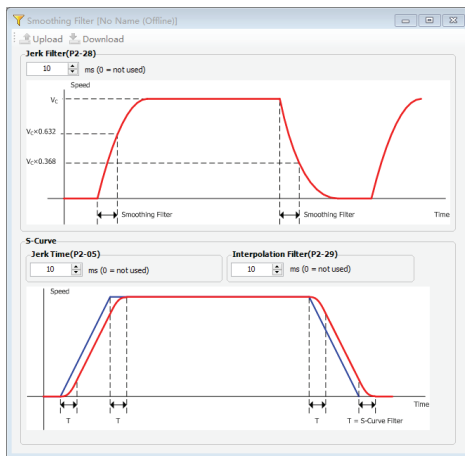 Smoothing Filter [No Name (Offline)]
Upload Download
Jerk Filter(P2-28)
10 ms (0 = not used)
Speed
Vc
Vc×0.632
Vc×0.368
Smoothing Filter Smoothing Filter Time
S-Curve
Jerk Time(P2-05) Interpolation Filter(P2-29)
10 ms (0 = not used) 10 ms (0 = not used)
Speed
Time
T T T T = S-Curve Filter